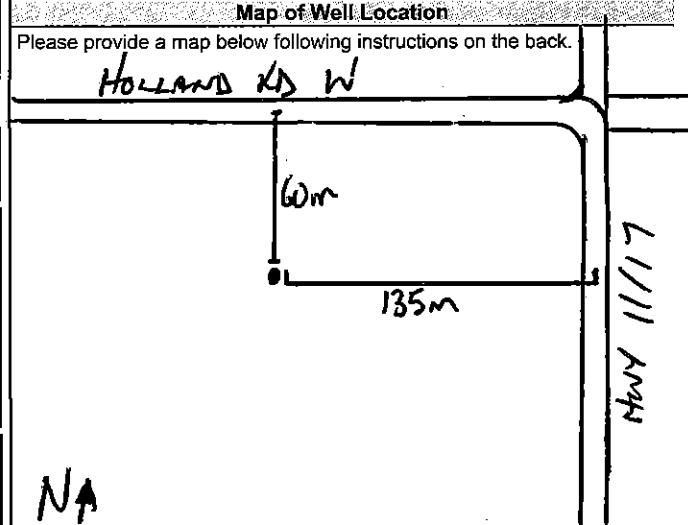 Map of Well Location
Please provide a map below following instructions on the back.
HOLLAND RD W
60m
135m
HWY 11/17
N